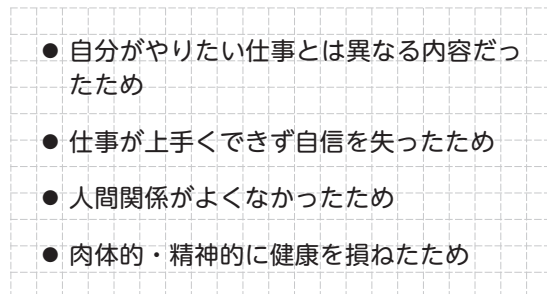 ● 自分がやりたい仕事とは異なる内容だっ
たため
● 仕事が上手くできず自信を失ったため
● 人間関係がよくなかったため
● 肉体的・精神的に健康を損ねたため